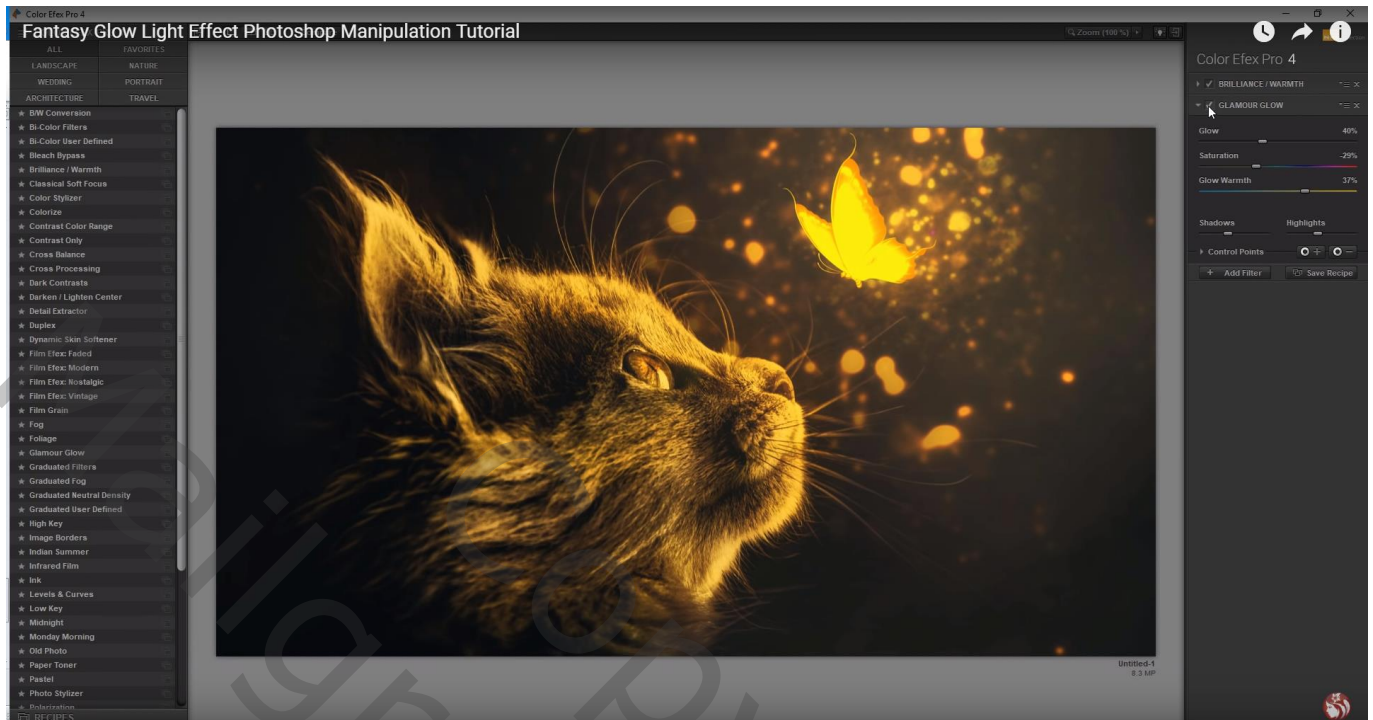 Color Efex Pro 4
Fantasy Glow Light Effect Photoshop Manipulation Tutorial
Zoom (100 %)
ALL
FAVORITES
LANDSCAPE
NATURE
WEDDING
PORTRAIT
ARCHITECTURE
TRAVEL
B/W Conversion
Bi-Color Filters
Bi-Color User Defined
Bleach Bypass
Brilliance / Warmth
Classical Soft Focus
Color Stylizer
Colorize
Contrast Color Range
Contrast Only
Cross Balance
Cross Processing
Dark Contrasts
Darken / Lighten Center
Detail Extractor
Duplex
Dynamic Skin Softener
Film Efex: Faded
Film Efex: Modern
Film Efex: Nostalgic
Film Efex: Vintage
Film Grain
Fog
Foliage
Glamour Glow
Graduated Filters
Graduated Fog
Graduated Neutral Density
Graduated User Defined
High Key
Image Borders
Indian Summer
Infrared Film
Ink
Levels & Curves
Low Key
Midnight
Monday Morning
Old Photo
Paper Toner
Pastel
Photo Stylizer
Polarization
RECIPES
Untitled-1
8.3 MP
Color Efex Pro 4
BRILLIANCE / WARMTH
GLAMOUR GLOW
Glow 40%
Saturation -29%
Glow Warmth 37%
Shadows Highlights
Control Points
+ Add Filter Save Recipe